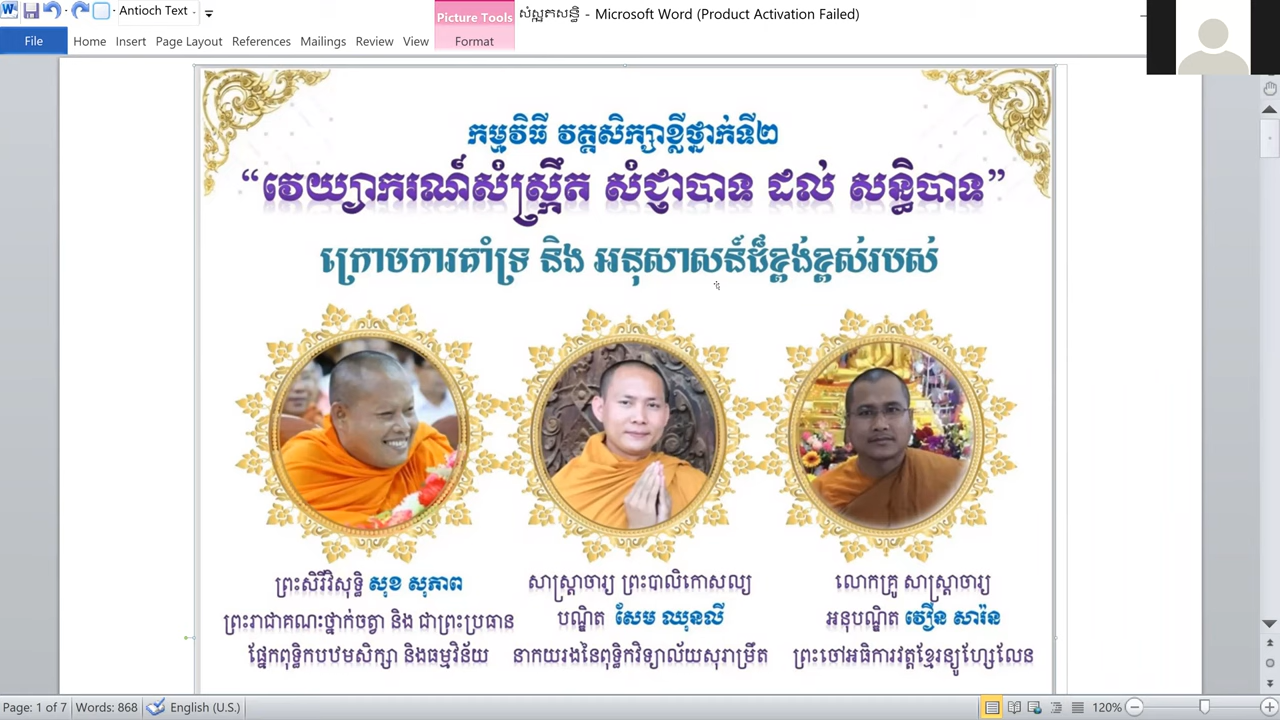 Antioch Text
Picture Tools
សំស្ក្រតសន្ធិ - Microsoft Word (Product Activation Failed)
File Home Insert Page Layout References Mailings Review View Format
កម្មវិធី វគ្គសិក្សាខ្លីថ្នាក់ទី២
“វេយ្យាករណ៍សំស្ក្រឹត សំជ្ញាបាទ ដល់ សន្ធិបាទ”
ក្រោមការគាំទ្រ និង អនុសាសន៍ដ៏ខ្ពង់ខ្ពស់របស់
ព្រះសិរីវិសុទ្ធិ សុខ សុភាព
ព្រះរាជាគណៈថ្នាក់ចត្វា និង ជាព្រះប្រធាន
ផ្នែកពុទ្ធិកបឋមសិក្សា និងធម្មវិន័យ
សាស្ត្រាចារ្យ ព្រះបាលិកោសល្យ
បណ្ឌិត សែម ឈុនលី
នាកយរងនៃពុទ្ធិកវិទ្យាល័យសុរាម្រឹត
លោកគ្រូ សាស្ត្រាចារ្យ
អនុបណ្ឌិត វឿន សារ៉ន
ព្រះចៅអធិការវត្តខ្មែរន្យូហ្សែលែន
Page: 1 of 7 Words: 868 English (U.S.) 120%